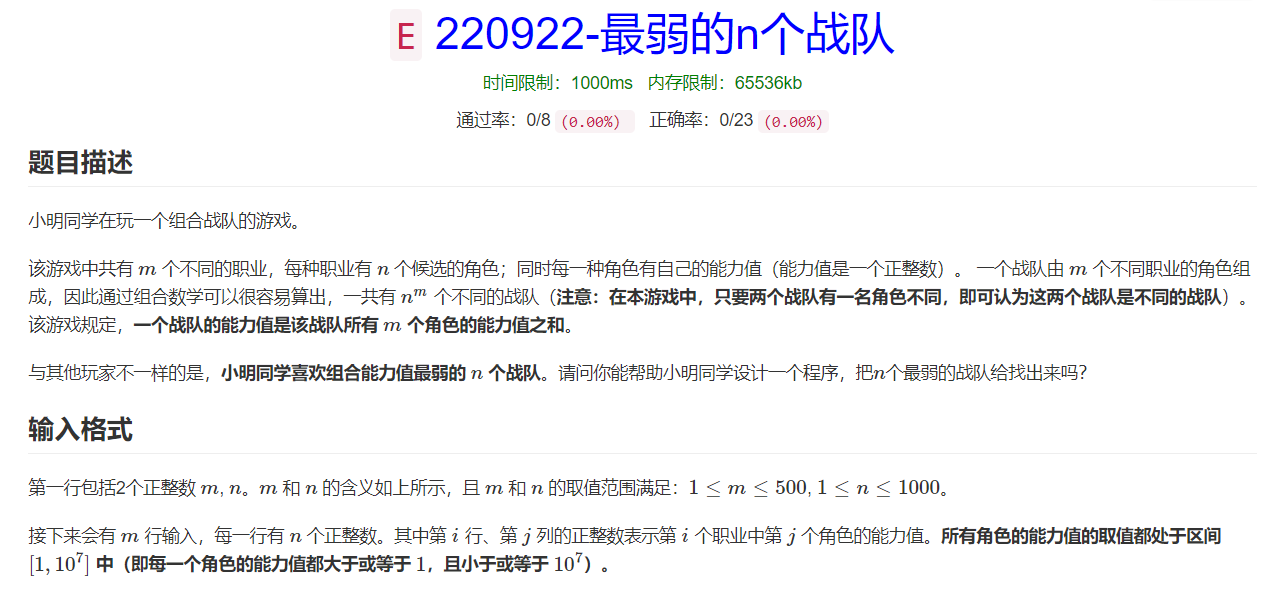 E 220922-最弱的n个战队
时间限制：1000ms 内存限制：65536kb
通过率：0/8 (0.00%) 正确率：0/23 (0.00%)
题目描述
小明同学在玩一个组合战队的游戏。
该游戏中共有 m 个不同的职业，每种职业有 n 个候选的角色；同时每一种角色有自己的能力值（能力值是一个正整数）。 一个战队由 m 个不同职业的角色组
成，因此通过组合数学可以很容易算出，一共有 n^m 个不同的战队（注意：在本游戏中，只要两个战队有一名角色不同，即可认为这两个战队是不同的战队）。
该游戏规定，一个战队的能力值是该战队所有 m 个角色的能力值之和。
与其他玩家不一样的是，小明同学喜欢组合能力值最弱的 n 个战队。请问你能帮助小明同学设计一个程序，把n个最弱的战队给找出来吗?
输入格式
第一行包括2个正整数 m, n。m 和 n 的含义如上所示，且 m 和 n 的取值范围满足：1 ≤ m ≤ 500, 1 ≤ n ≤ 1000。
接下来会有 m 行输入，每一行有 n 个正整数。其中第 i 行、第 j 列的正整数表示第 i 个职业中第 j 个角色的能力值。所有角色的能力值的取值都处于区间
[1, 10^7] 中（即每一个角色的能力值都大于或等于 1，且小于或等于 10^7）。